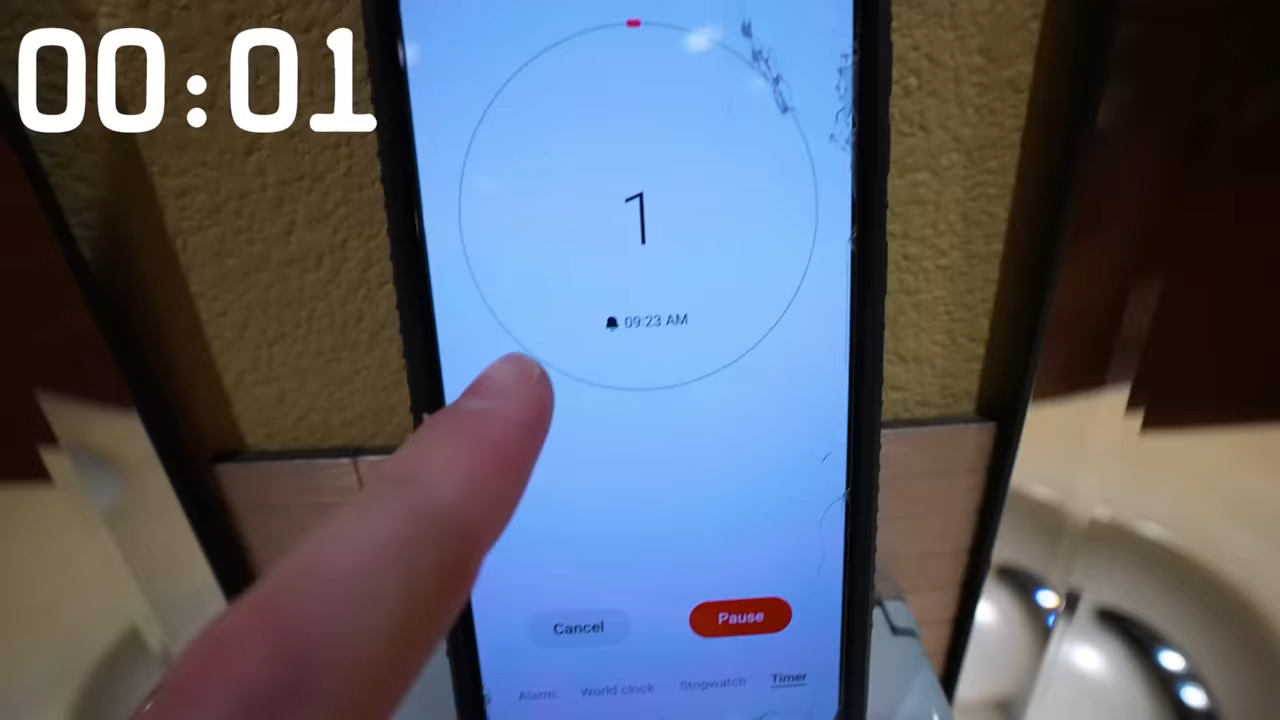 00:01
1
09:23 AM
Cancel
Pause
Alarm
World clock
Stopwatch
Timer